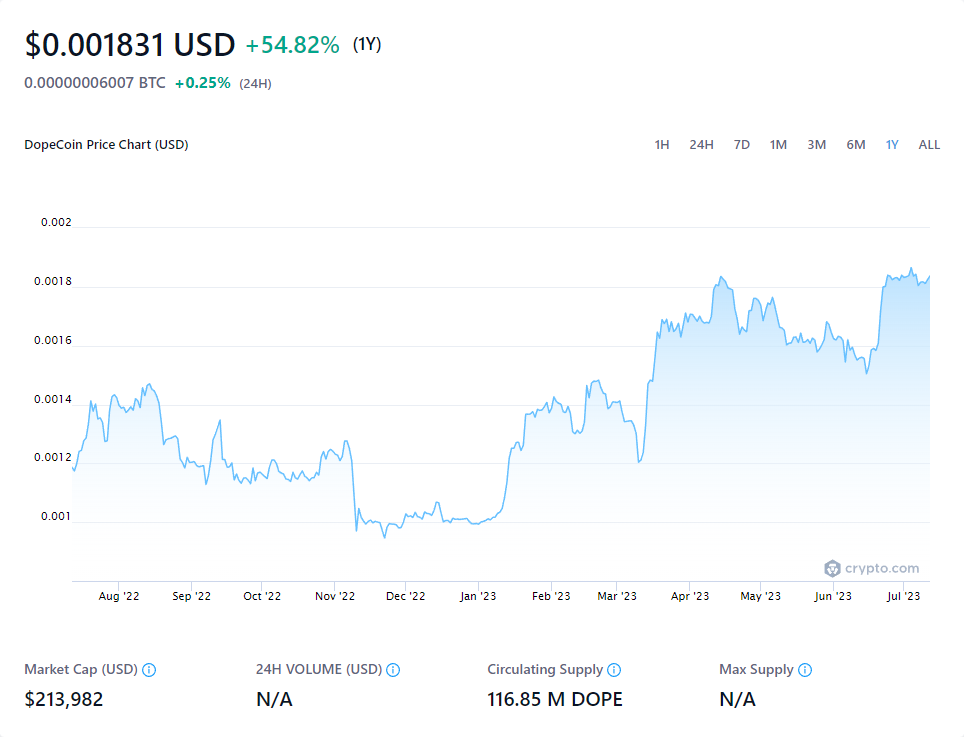 $0.001831 USD +54.82% (1Y)
0.00000006007 BTC +0.25% (24H)
DopeCoin Price Chart (USD) 1H 24H 7D 1M 3M 6M 1Y ALL
0.002
0.0018
0.0016
0.0014
0.0012
0.001
crypto.com
Aug '22 Sep '22 Oct '22 Nov '22 Dec '22 Jan '23 Feb '23 Mar '23 Apr '23 May '23 Jun '23 Jul '23
Market Cap (USD) 24H VOLUME (USD) Circulating Supply Max Supply
$213,982 N/A 116.85 M DOPE N/A